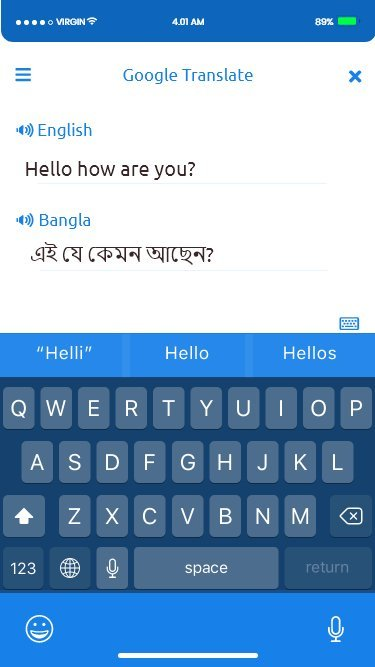 VIRGIN 4.01 AM 89%
Google Translate
English
Hello how are you?
Bangla
এই যে কেমন আছেন?
“Helli” Hello Hellos
Q W E R T Y U I O P
A S D F G H J K L
Z X C V B N M
123 space return